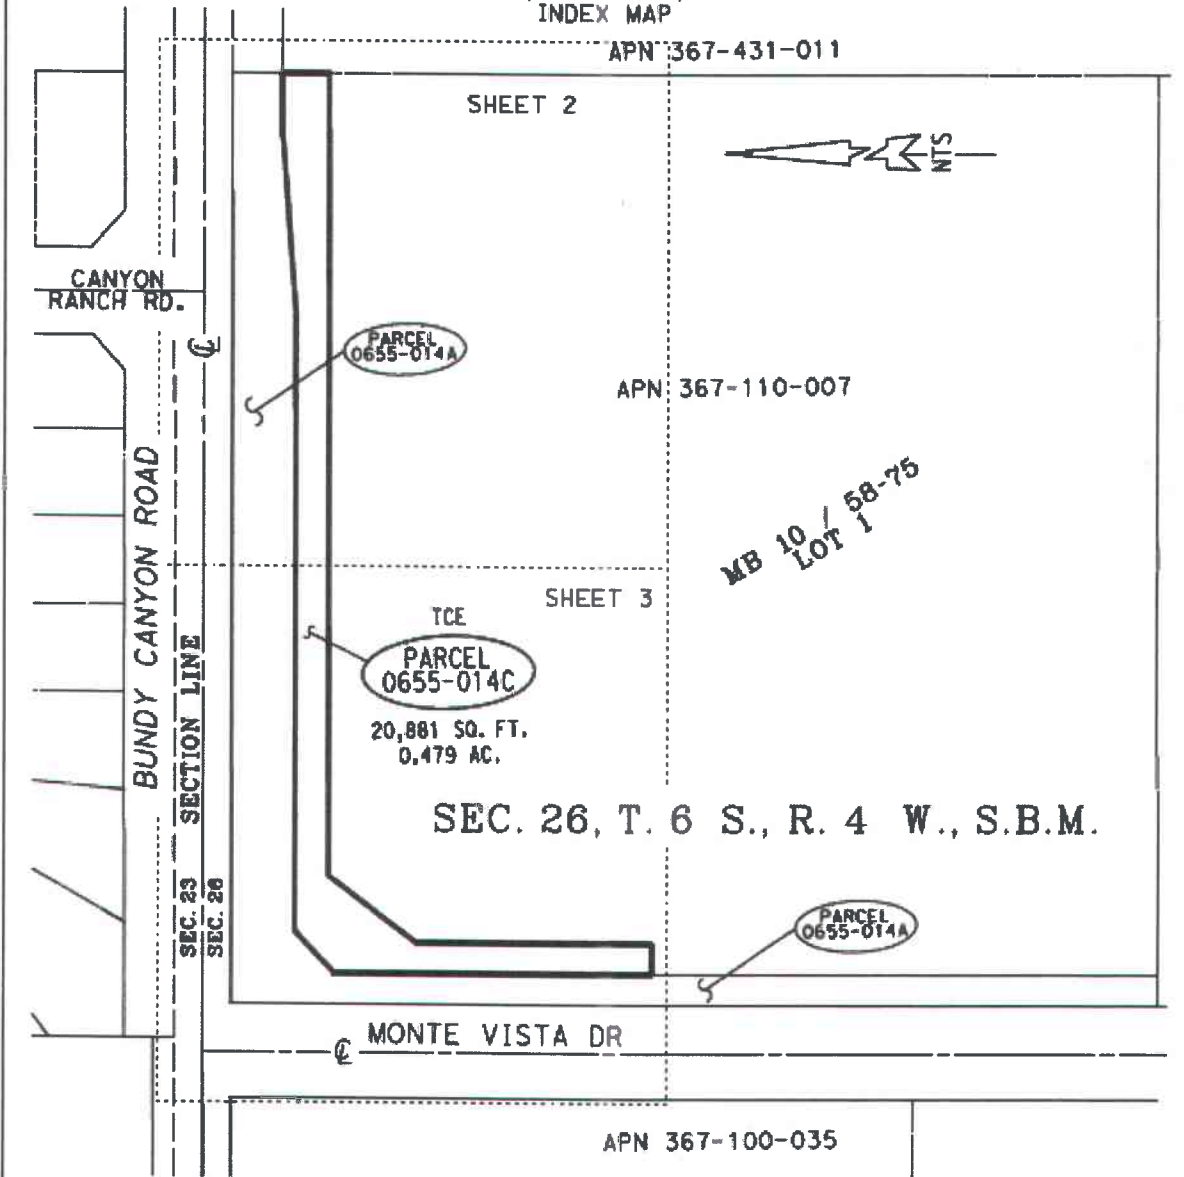 INDEX MAP
APN 367-431-011
SHEET 2
NTS
CANYON
RANCH RD.
℄
PARCEL
0655-014A
APN 367-110-007
MB 10 / 58-75
LOT 1
BUNDY CANYON ROAD
SECTION LINE
SHEET 3
TCE
PARCEL
0655-014C
20,881 SQ. FT.
0.479 AC.
SEC. 26, T. 6 S., R. 4 W., S.B.M.
SEC. 23
SEC. 26
PARCEL
0655-014A
℄ MONTE VISTA DR
APN 367-100-035